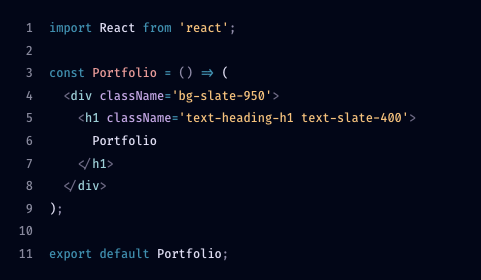 1 import React from 'react';
2
3 const Portfolio = () => (
4 <div className='bg-slate-950'>
5 <h1 className='text-heading-h1 text-slate-400'>
6 Portfolio
7 </h1>
8 </div>
9 );
10
11 export default Portfolio;